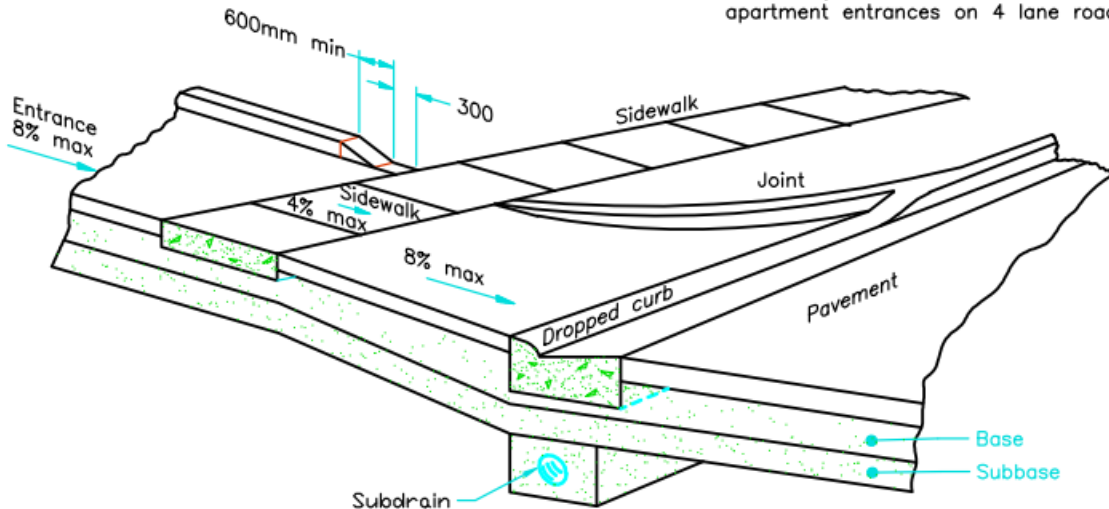 apartment entrances on 4 lane road
600mm min
300
Sidewalk
Entrance
8% max
Joint
Sidewalk
4% max
8% max
Dropped curb
Pavement
Base
Subbase
Subdrain